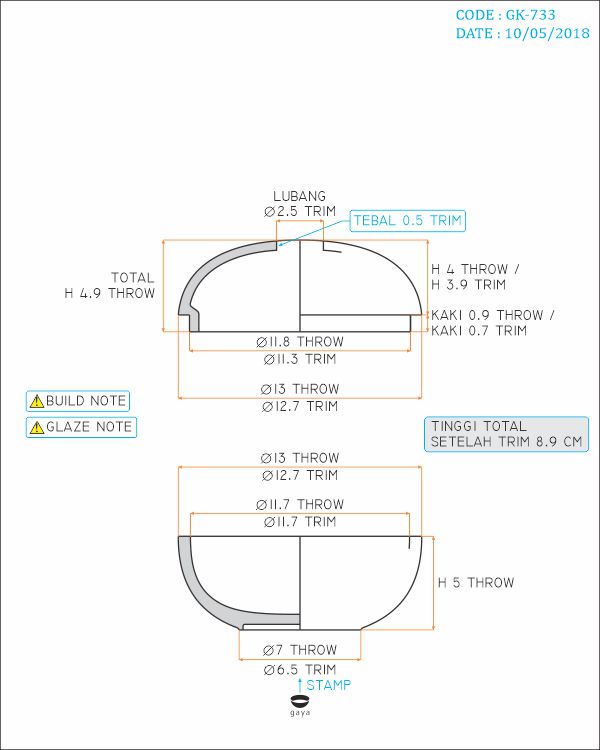 CODE : GK-733
DATE : 10/05/2018
LUBANG
Ø2.5 TRIM
TEBAL 0.5 TRIM
TOTAL
H 4.9 THROW
H 4 THROW /
H 3.9 TRIM
KAKI 0.9 THROW /
KAKI 0.7 TRIM
Ø11.8 THROW
Ø11.3 TRIM
Ø13 THROW
Ø12.7 TRIM
BUILD NOTE
GLAZE NOTE
TINGGI TOTAL
SETELAH TRIM 8.9 CM
Ø13 THROW
Ø12.7 TRIM
Ø11.7 THROW
Ø11.7 TRIM
H 5 THROW
Ø7 THROW
Ø6.5 TRIM
STAMP
gaya